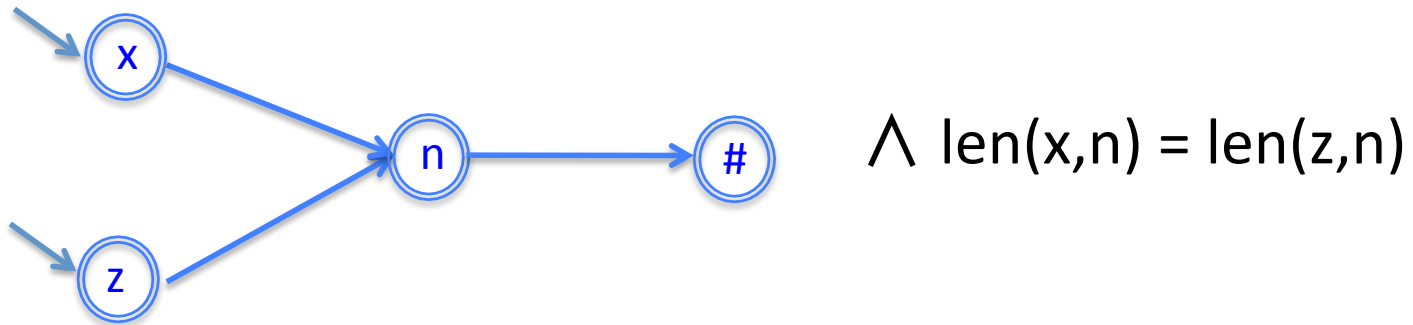 x
n
#
∧ len(x,n) = len(z,n)
z